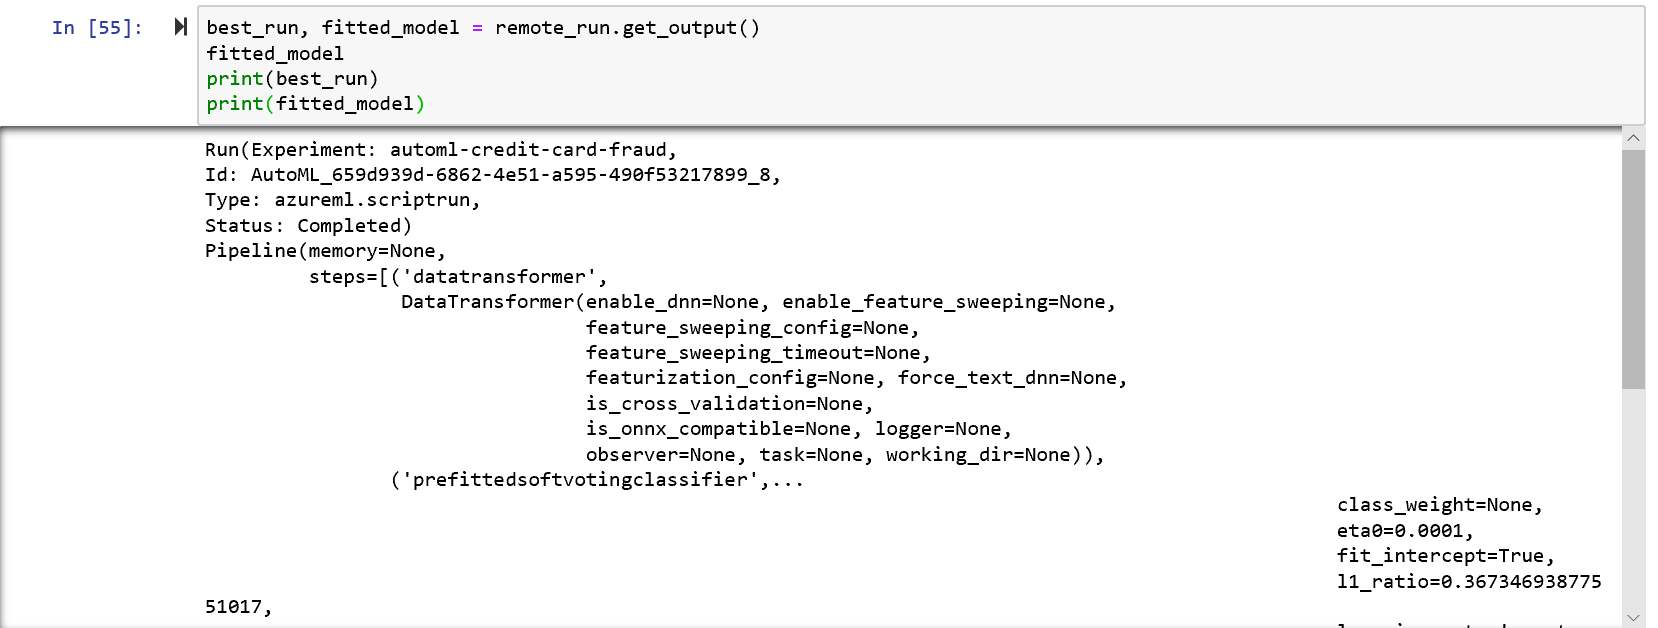 In [55]:
best_run, fitted_model = remote_run.get_output()
fitted_model
print(best_run)
print(fitted_model)
Run(Experiment: automl-credit-card-fraud,
Id: AutoML_659d939d-6862-4e51-a595-490f53217899_8,
Type: azureml.scriptrun,
Status: Completed)
Pipeline(memory=None,
steps=[('datatransformer',
DataTransformer(enable_dnn=None, enable_feature_sweeping=None,
feature_sweeping_config=None,
feature_sweeping_timeout=None,
featurization_config=None, force_text_dnn=None,
is_cross_validation=None,
is_onnx_compatible=None, logger=None,
observer=None, task=None, working_dir=None)),
('prefittedsoftvotingclassifier',...
class_weight=None,
eta0=0.0001,
fit_intercept=True,
l1_ratio=0.367346938775
51017,